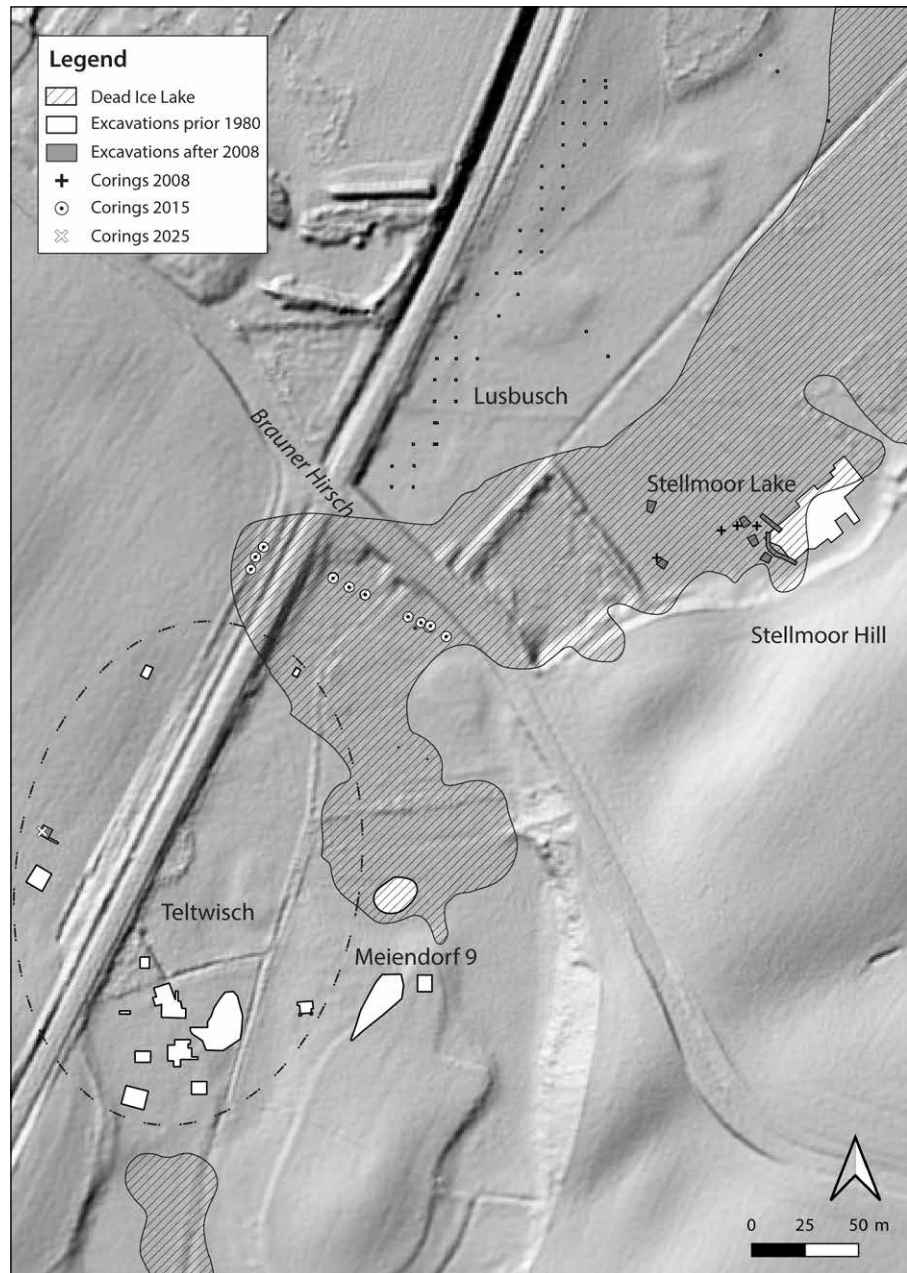 Legend
Dead Ice Lake
Excavations prior 1980
Excavations after 2008
Corings 2008
Corings 2015
Corings 2025
Lusbusch
Brauner Hirsch
Stellmoor Lake
Stellmoor Hill
Teltwisch
Meiendorf 9
0 25 50 m